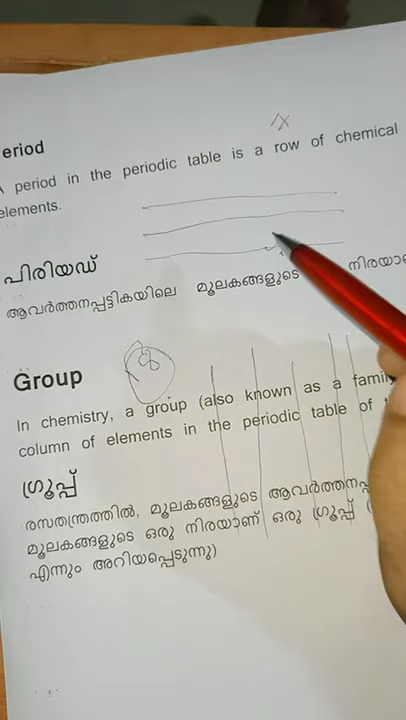 eriod
A period in the periodic table is a row of chemical
elements.
പിരിയഡ്
ആവർത്തനപ്പട്ടികയിലെ മൂലകങ്ങളുടെ നിരയാണ
Group
In chemistry, a group (also known as a family
column of elements in the periodic table of t
ഗ്രൂപ്പ്
രസതന്ത്രത്തിൽ, മൂലകങ്ങളുടെ ആവർത്തനപ്പ
മൂലകങ്ങളുടെ ഒരു നിരയാണ് ഒരു ഗ്രൂപ്പ് (
എന്നും അറിയപ്പെടുന്നു)